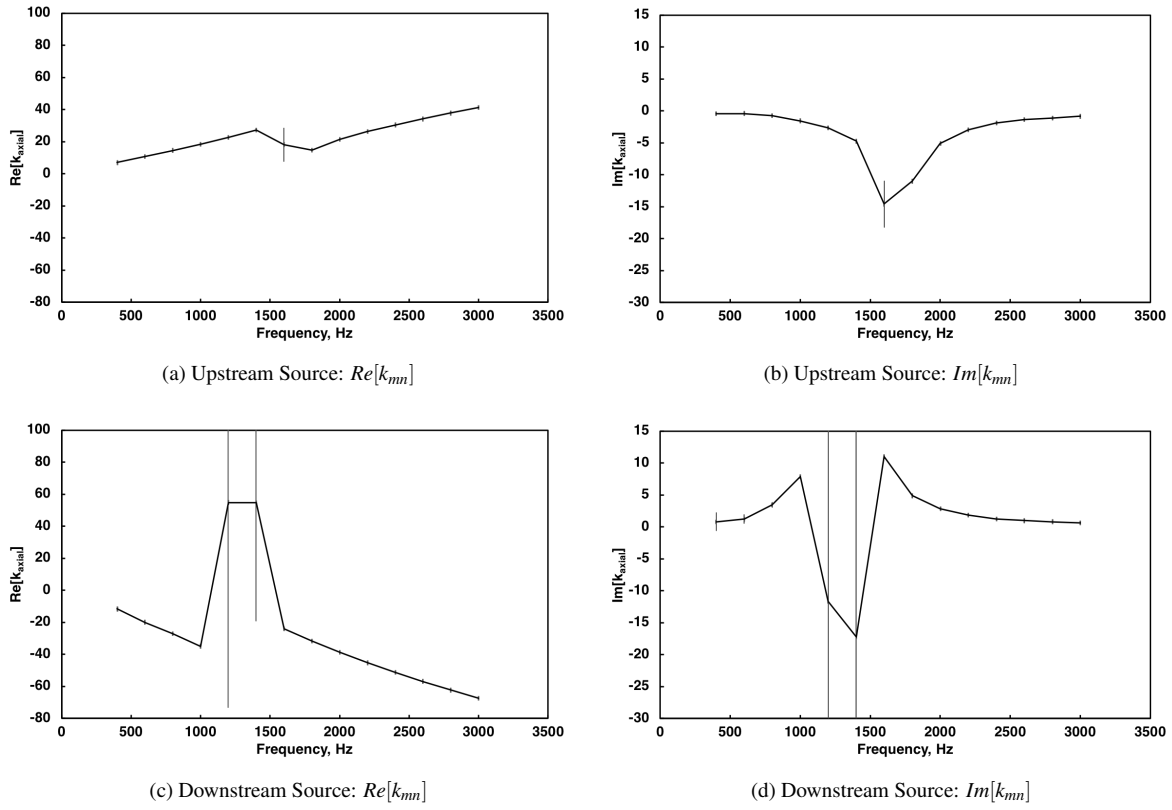 100
80
60
40
20
0
-20
-40
-60
-80
Re[k_axial]
0 500 1000 1500 2000 2500 3000 3500
Frequency, Hz
(a) Upstream Source: Re[k_mn]
15
10
5
0
-5
-10
-15
-20
-25
-30
Im[k_axial]
0 500 1000 1500 2000 2500 3000 3500
Frequency, Hz
(b) Upstream Source: Im[k_mn]
100
80
60
40
20
0
-20
-40
-60
-80
Re[k_axial]
0 500 1000 1500 2000 2500 3000 3500
Frequency, Hz
(c) Downstream Source: Re[k_mn]
15
10
5
0
-5
-10
-15
-20
-25
-30
Im[k_axial]
0 500 1000 1500 2000 2500 3000 3500
Frequency, Hz
(d) Downstream Source: Im[k_mn]